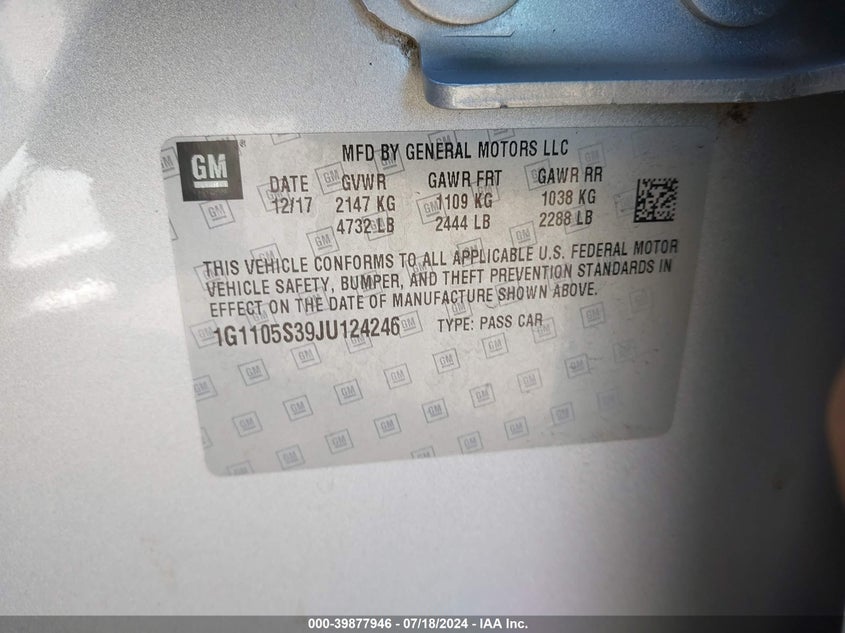 GM
MFD BY GENERAL MOTORS LLC
DATE GVWR GAWR FRT GAWR RR
12/17 2147 KG 1109 KG 1038 KG
4732 LB 2444 LB 2288 LB
THIS VEHICLE CONFORMS TO ALL APPLICABLE U.S. FEDERAL MOTOR
VEHICLE SAFETY, BUMPER, AND THEFT PREVENTION STANDARDS IN
EFFECT ON THE DATE OF MANUFACTURE SHOWN ABOVE.
1G1105S39JU124246 TYPE: PASS CAR
000-39877946 - 07/18/2024 - IAA Inc.